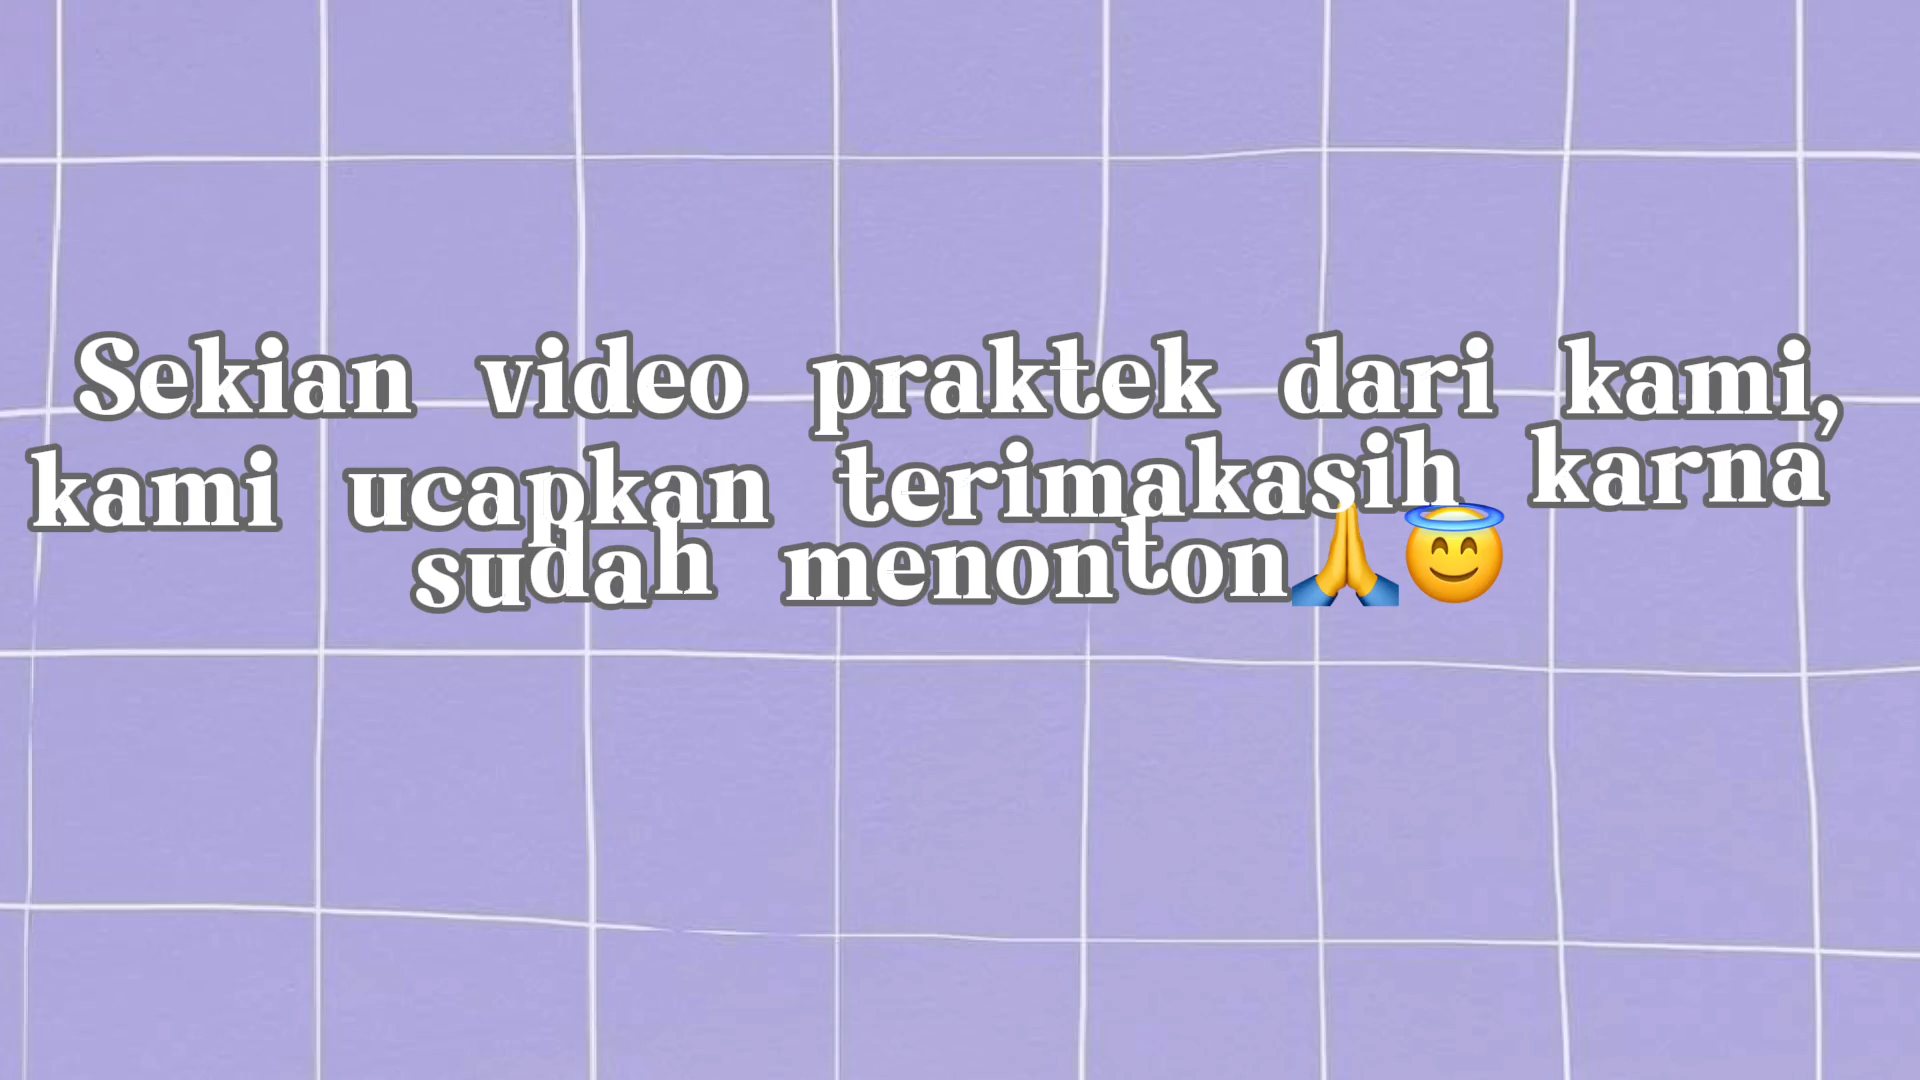 Sekian video praktek dari kami,
kami ucapkan terimakasih karna
sudah menonton🙏😇